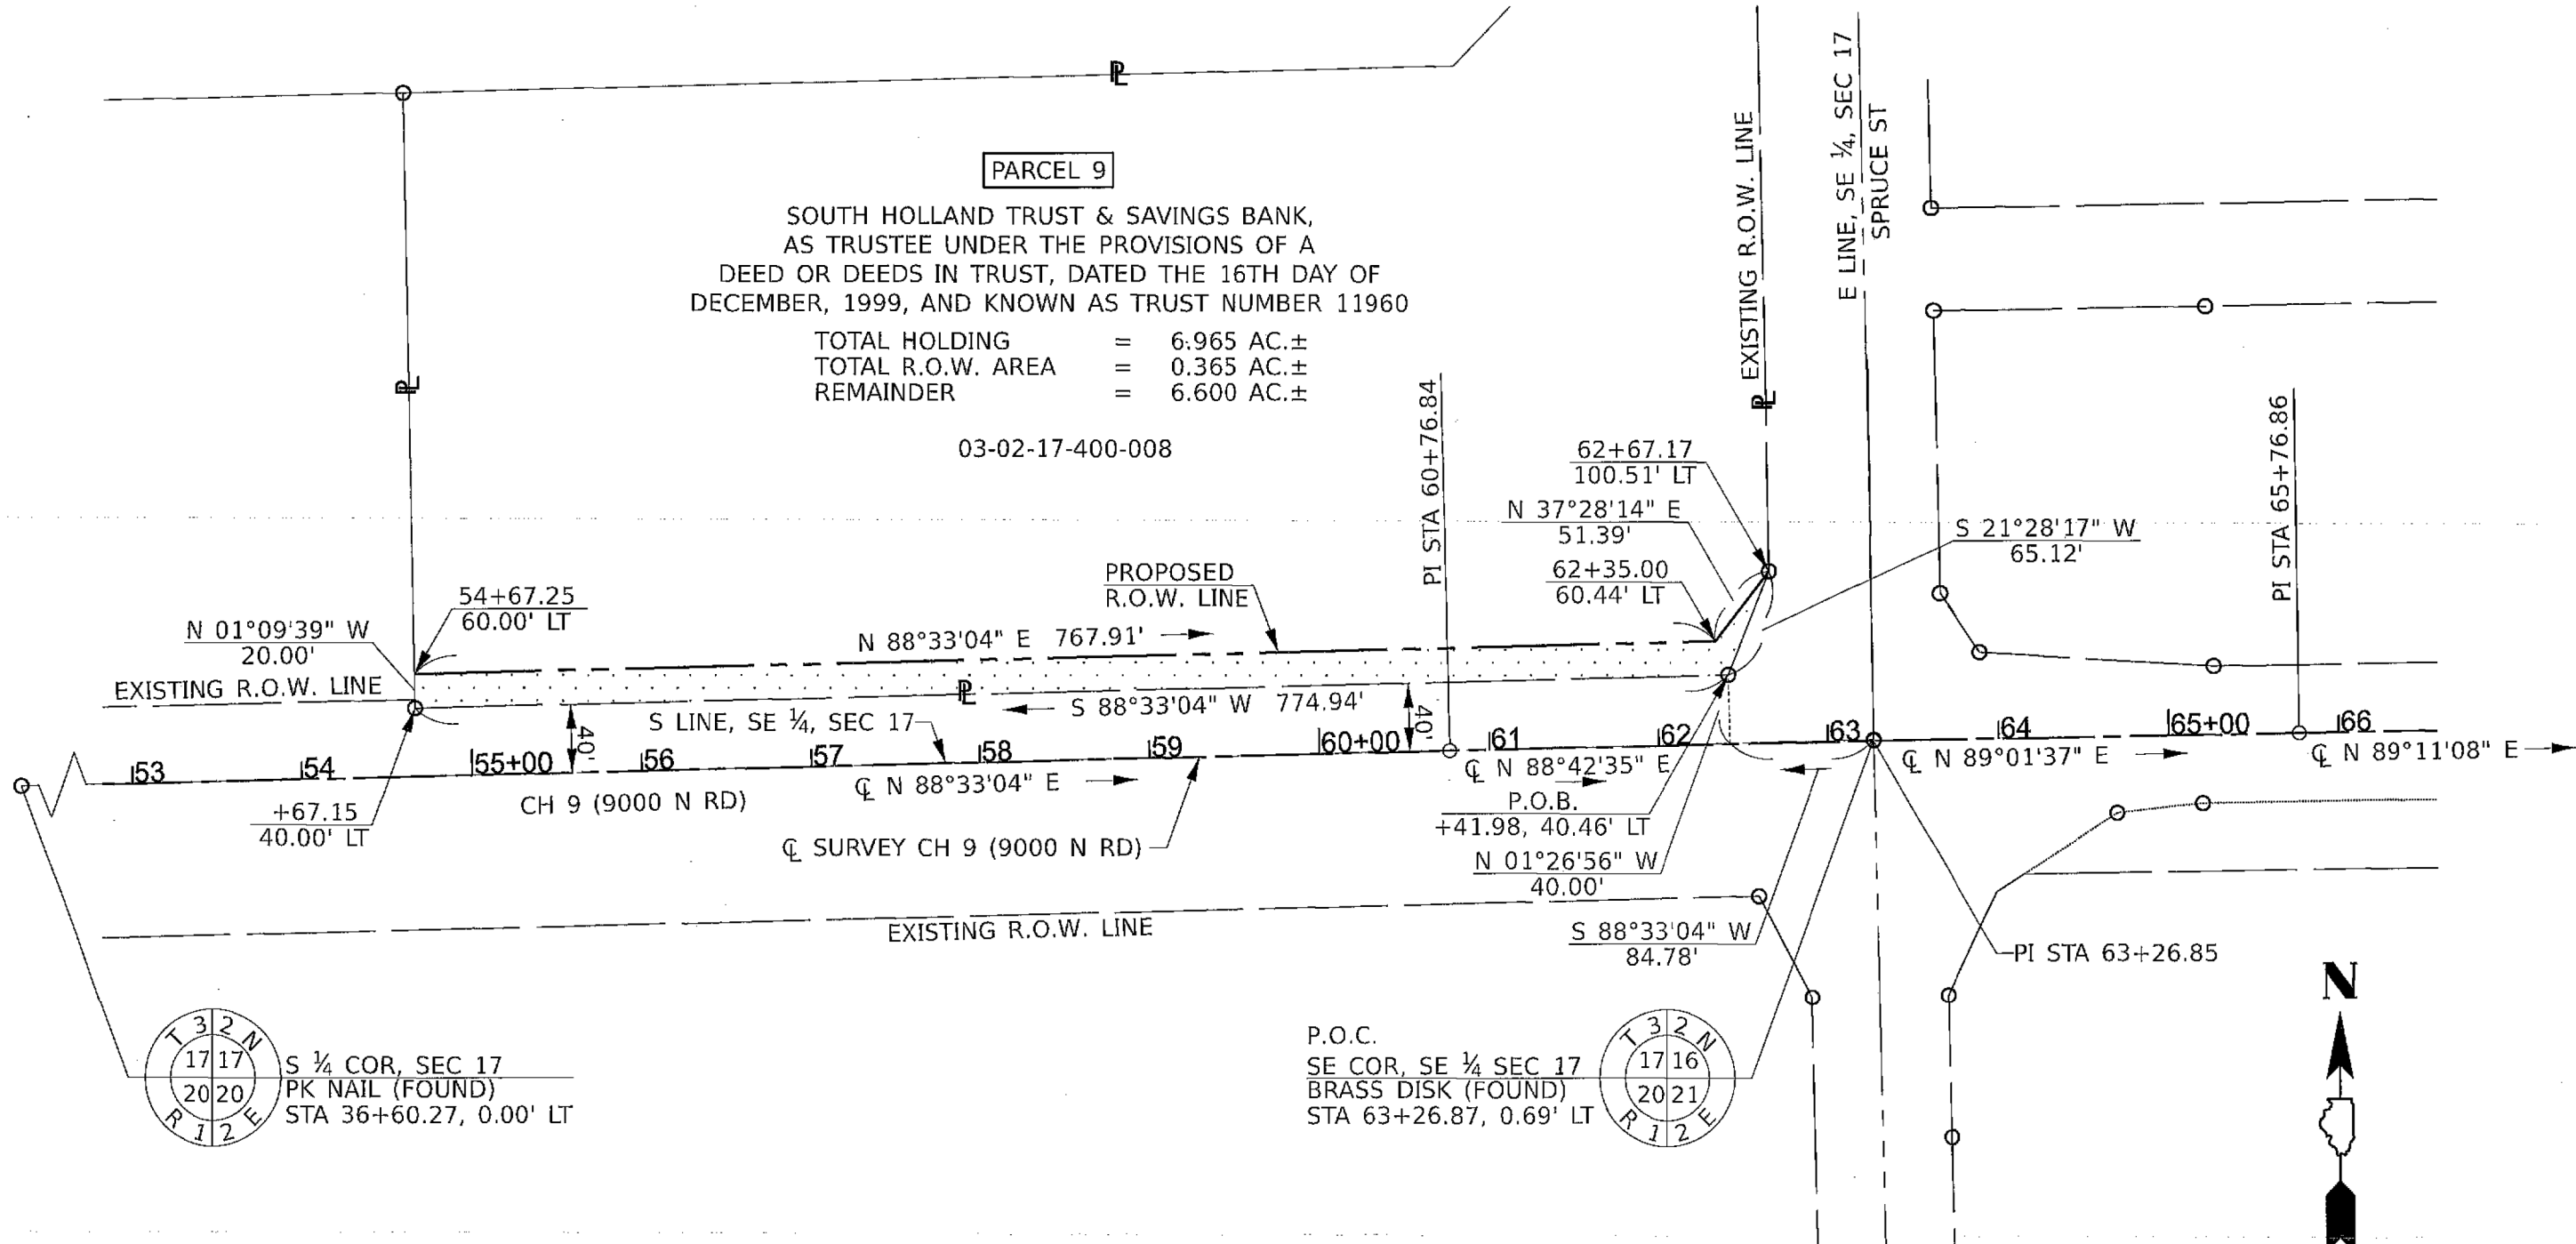 E LINE, SE ¼, SEC 17
SPRUCE ST
EXISTING R.O.W. LINE
PARCEL 9
SOUTH HOLLAND TRUST & SAVINGS BANK,
AS TRUSTEE UNDER THE PROVISIONS OF A
DEED OR DEEDS IN TRUST, DATED THE 16TH DAY OF
DECEMBER, 1999, AND KNOWN AS TRUST NUMBER 11960
TOTAL HOLDING = 6.965 AC.±
TOTAL R.O.W. AREA = 0.365 AC.±
REMAINDER = 6.600 AC.±
03-02-17-400-008
PI STA 60+76.84
PI STA 65+76.86
62+67.17
100.51' LT
N 37°28'14" E
51.39'
62+35.00
60.44' LT
S 21°28'17" W
65.12'
PROPOSED
R.O.W. LINE
54+67.25
60.00' LT
N 01°09'39" W
20.00'
N 88°33'04" E 767.91'
EXISTING R.O.W. LINE
S 88°33'04" W 774.94'
S LINE, SE ¼, SEC 17
40'
40'
53 54 55+00 56 57 58 59 60+00 61 62 63 64 65+00 66
℄ N 88°33'04" E
℄ N 88°42'35" E
℄ N 89°01'37" E
℄ N 89°11'08" E
+67.15
40.00' LT
CH 9 (9000 N RD)
℄ SURVEY CH 9 (9000 N RD)
P.O.B.
+41.98, 40.46' LT
N 01°26'56" W
40.00'
S 88°33'04" W
84.78'
EXISTING R.O.W. LINE
PI STA 63+26.85
T 3 2 N
17 17
20 20
R 1 2 E
S ¼ COR, SEC 17
PK NAIL (FOUND)
STA 36+60.27, 0.00' LT
P.O.C.
SE COR, SE ¼ SEC 17
BRASS DISK (FOUND)
STA 63+26.87, 0.69' LT
T 3 2 N
17 16
20 21
R 1 2 E
N